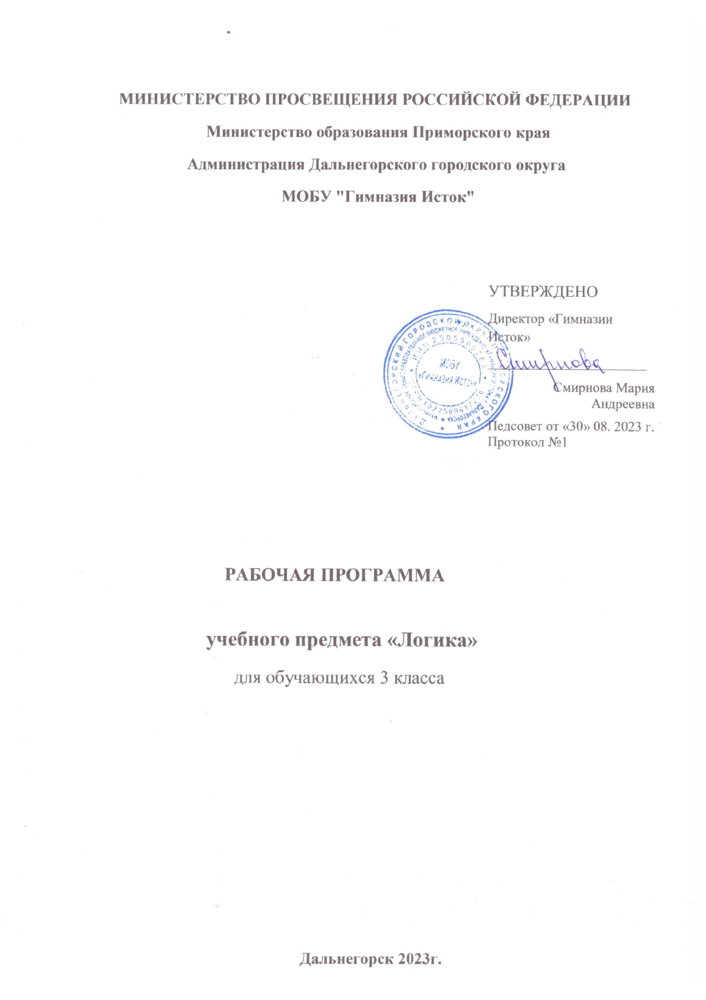 МИНИСТЕРСТВО ПРОСВЕЩЕНИЯ РОССИЙСКОЙ ФЕДЕРАЦИИ
Министерство образования Приморского края
Администрация Дальнегорского городского округа
МОБУ "Гимназия Исток"
УТВЕРЖДЕНО
Директор «Гимназии
Исток»
Смирнова
Смирнова Мария
Андреевна
Педсовет от «30» 08. 2023 г.
Протокол №1
МОБУ
«Гимназия Исток»
РАБОЧАЯ ПРОГРАММА
учебного предмета «Логика»
для обучающихся 3 класса
Дальнегорск 2023г.